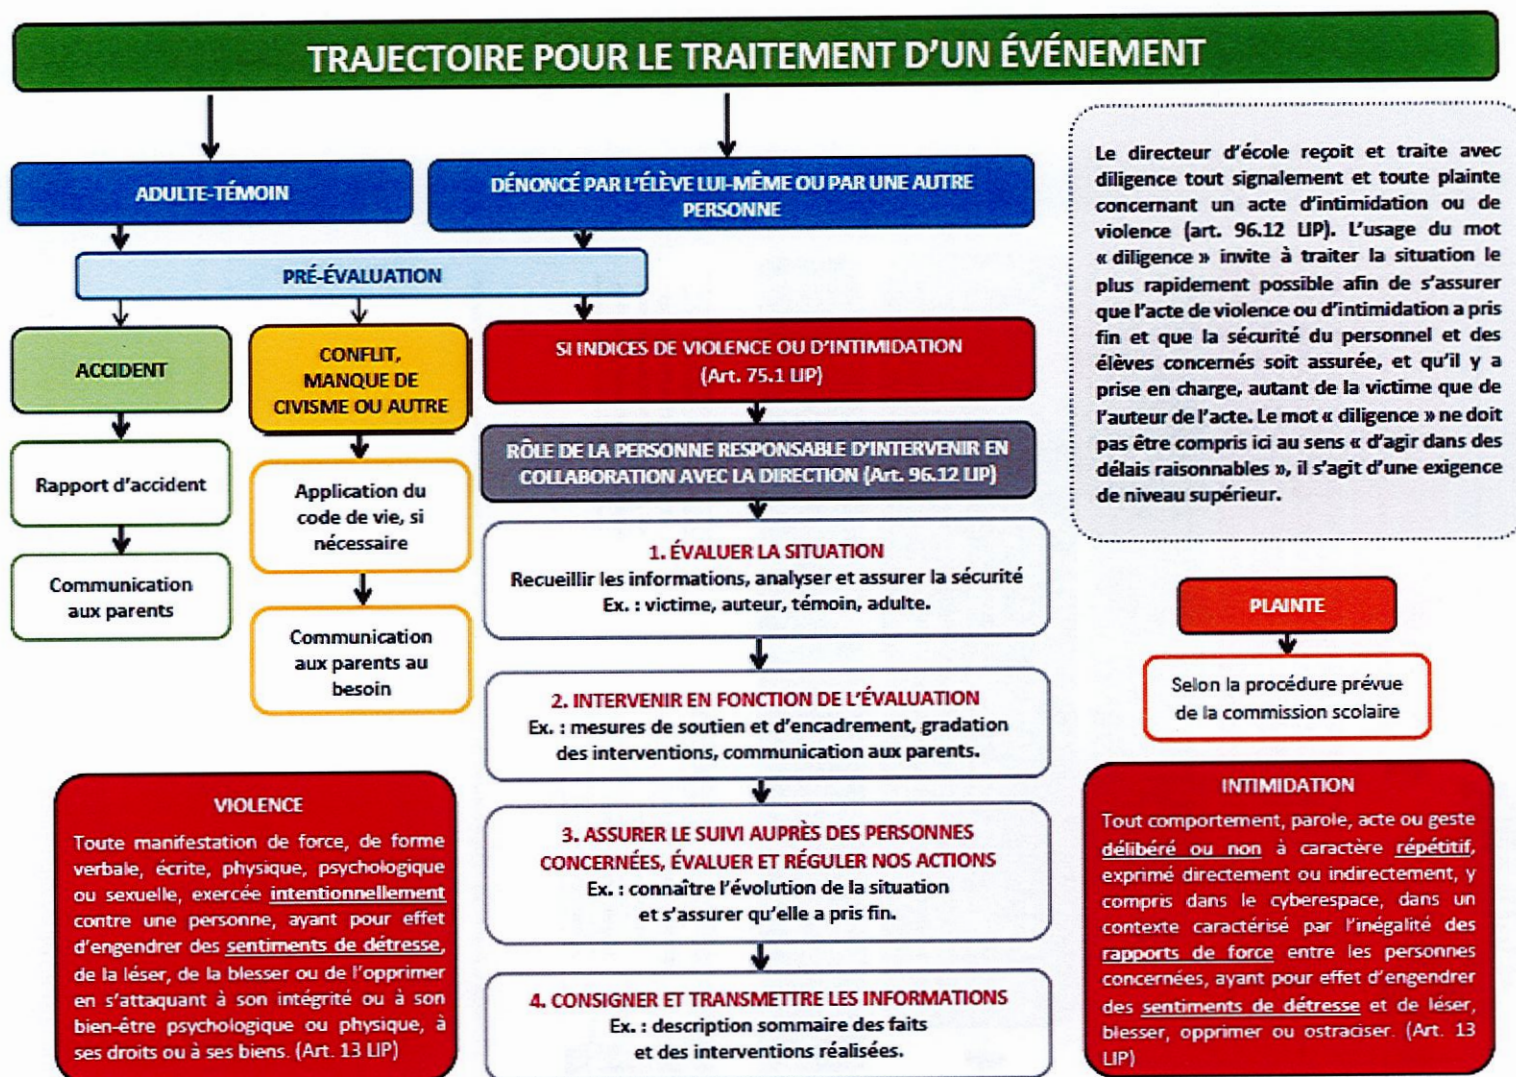 TRAJECTOIRE POUR LE TRAITEMENT D'UN ÉVÉNEMENT
ADULTE-TÉMOIN
DÉNONCÉ PAR L'ÉLÈVE LUI-MÊME OU PAR UNE AUTRE
PERSONNE
PRÉ-ÉVALUATION
ACCIDENT
Rapport d'accident
Communication
aux parents
CONFLIT,
MANQUE DE
CIVISME OU AUTRE
Application du
code de vie, si
nécessaire
Communication
aux parents au
besoin
SI INDICES DE VIOLENCE OU D'INTIMIDATION
(Art. 75.1 LIP)
RÔLE DE LA PERSONNE RESPONSABLE D'INTERVENIR EN
COLLABORATION AVEC LA DIRECTION (Art. 96.12 LIP)
1. ÉVALUER LA SITUATION
Recueillir les informations, analyser et assurer la sécurité
Ex. : victime, auteur, témoin, adulte.
2. INTERVENIR EN FONCTION DE L'ÉVALUATION
Ex. : mesures de soutien et d'encadrement, gradation
des interventions, communication aux parents.
3. ASSURER LE SUIVI AUPRÈS DES PERSONNES
CONCERNÉES, ÉVALUER ET RÉGULER NOS ACTIONS
Ex. : connaître l'évolution de la situation
et s'assurer qu'elle a pris fin.
4. CONSIGNER ET TRANSMETTRE LES INFORMATIONS
Ex. : description sommaire des faits
et des interventions réalisées.
Le directeur d'école reçoit et traite avec
diligence tout signalement et toute plainte
concernant un acte d'intimidation ou de
violence (art. 96.12 LIP). L'usage du mot
« diligence » invite à traiter la situation le
plus rapidement possible afin de s'assurer
que l'acte de violence ou d'intimidation a pris
fin et que la sécurité du personnel et des
élèves concernés soit assurée, et qu'il y a
prise en charge, autant de la victime que de
l'auteur de l'acte. Le mot « diligence » ne doit
pas être compris ici au sens « d'agir dans des
délais raisonnables », il s'agit d'une exigence
de niveau supérieur.
PLAINTE
Selon la procédure prévue
de la commission scolaire
VIOLENCE
Toute manifestation de force, de forme
verbale, écrite, physique, psychologique
ou sexuelle, exercée intentionnellement
contre une personne, ayant pour effet
d'engendrer des sentiments de détresse,
de la léser, de la blesser ou de l'opprimer
en s'attaquant à son intégrité ou à son
bien-être psychologique ou physique, à
ses droits ou à ses biens. (Art. 13 LIP)
INTIMIDATION
Tout comportement, parole, acte ou geste
délibéré ou non à caractère répétitif,
exprimé directement ou indirectement, y
compris dans le cyberespace, dans un
contexte caractérisé par l'inégalité des
rapports de force entre les personnes
concernées, ayant pour effet d'engendrer
des sentiments de détresse et de léser,
blesser, opprimer ou ostraciser. (Art. 13
LIP)